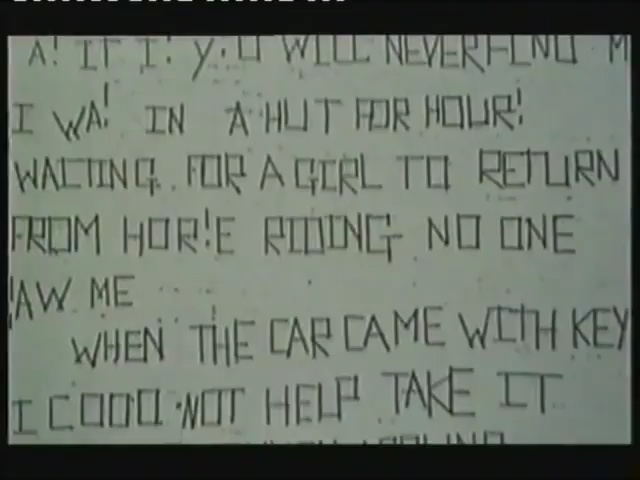 A! IT I! Y.U WILL NEVER FIND M
I WA! IN A HUT FOR HOUR!
WAITING FOR A GIRL TO RETURN
FROM HOR!E RIDING NO ONE
!AW ME
WHEN THE CAR CAME WITH KEY
I COOD NOT HELP TAKE IT